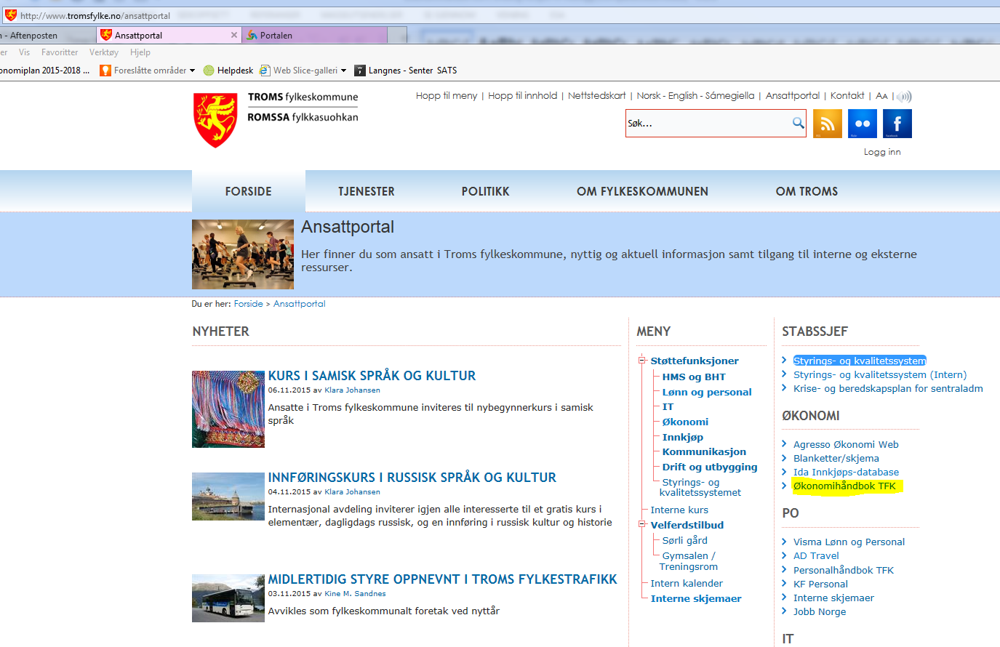 http://www.tromsfylke.no/ansattportal
n - Aftenposten
Ansattportal
Portalen
er Vis Favoritter Verktøy Hjelp
onomiplan 2015-2018 ...
Foreslåtte områder
Helpdesk
Web Slice-galleri
Langnes - Senter SATS
TROMS fylkeskommune
ROMSSA fylkkasuohkan
Hopp til meny | Hopp til innhold | Nettstedskart | Norsk - English - Sámegiella | Ansattportal | Kontakt | AA |
Søk...
Logg inn
FORSIDE TJENESTER POLITIKK OM FYLKESKOMMUNEN OM TROMS
Ansattportal
Her finner du som ansatt i Troms fylkeskommune, nyttig og aktuell informasjon samt tilgang til interne og eksterne
ressurser.
Du er her: Forside > Ansattportal
NYHETER
KURS I SAMISK SPRÅK OG KULTUR
06.11.2015 av Klara Johansen
Ansatte i Troms fylkeskommune inviteres til nybegynnerkurs i samisk
språk
INNFØRINGSKURS I RUSSISK SPRÅK OG KULTUR
04.11.2015 av Klara Johansen
Internasjonal avdeling inviterer igjen alle interesserte til et gratis kurs i
elementær, dagligdags russisk, og en innføring i russisk kultur og historie
MIDLERTIDIG STYRE OPPNEVNT I TROMS FYLKESTRAFIKK
03.11.2015 av Kine M. Sandnes
Avvikles som fylkeskommunalt foretak ved nyttår
MENY
Støttefunksjoner
HMS og BHT
Lønn og personal
IT
Økonomi
Innkjøp
Kommunikasjon
Drift og utbygging
Styrings- og
kvalitetssystemet
Interne kurs
Velferdstilbud
Sørli gård
Gymsalen /
Treningsrom
Intern kalender
Interne skjemaer
STABSSJEF
Styrings- og kvalitetssystem
Styrings- og kvalitetssystem (Intern)
Krise- og beredskapsplan for sentraladm
ØKONOMI
Agresso Økonomi Web
Blanketter/skjema
Ida Innkjøps-database
Økonomihåndbok TFK
PO
Visma Lønn og Personal
AD Travel
Personalhåndbok TFK
KF Personal
Interne skjemaer
Jobb Norge
IT